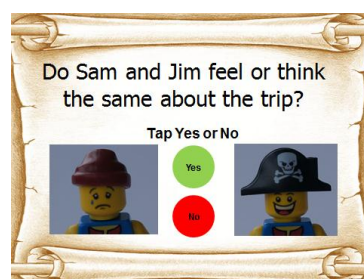 Do Sam and Jim feel or think
the same about the trip?
Tap Yes or No
Yes
No